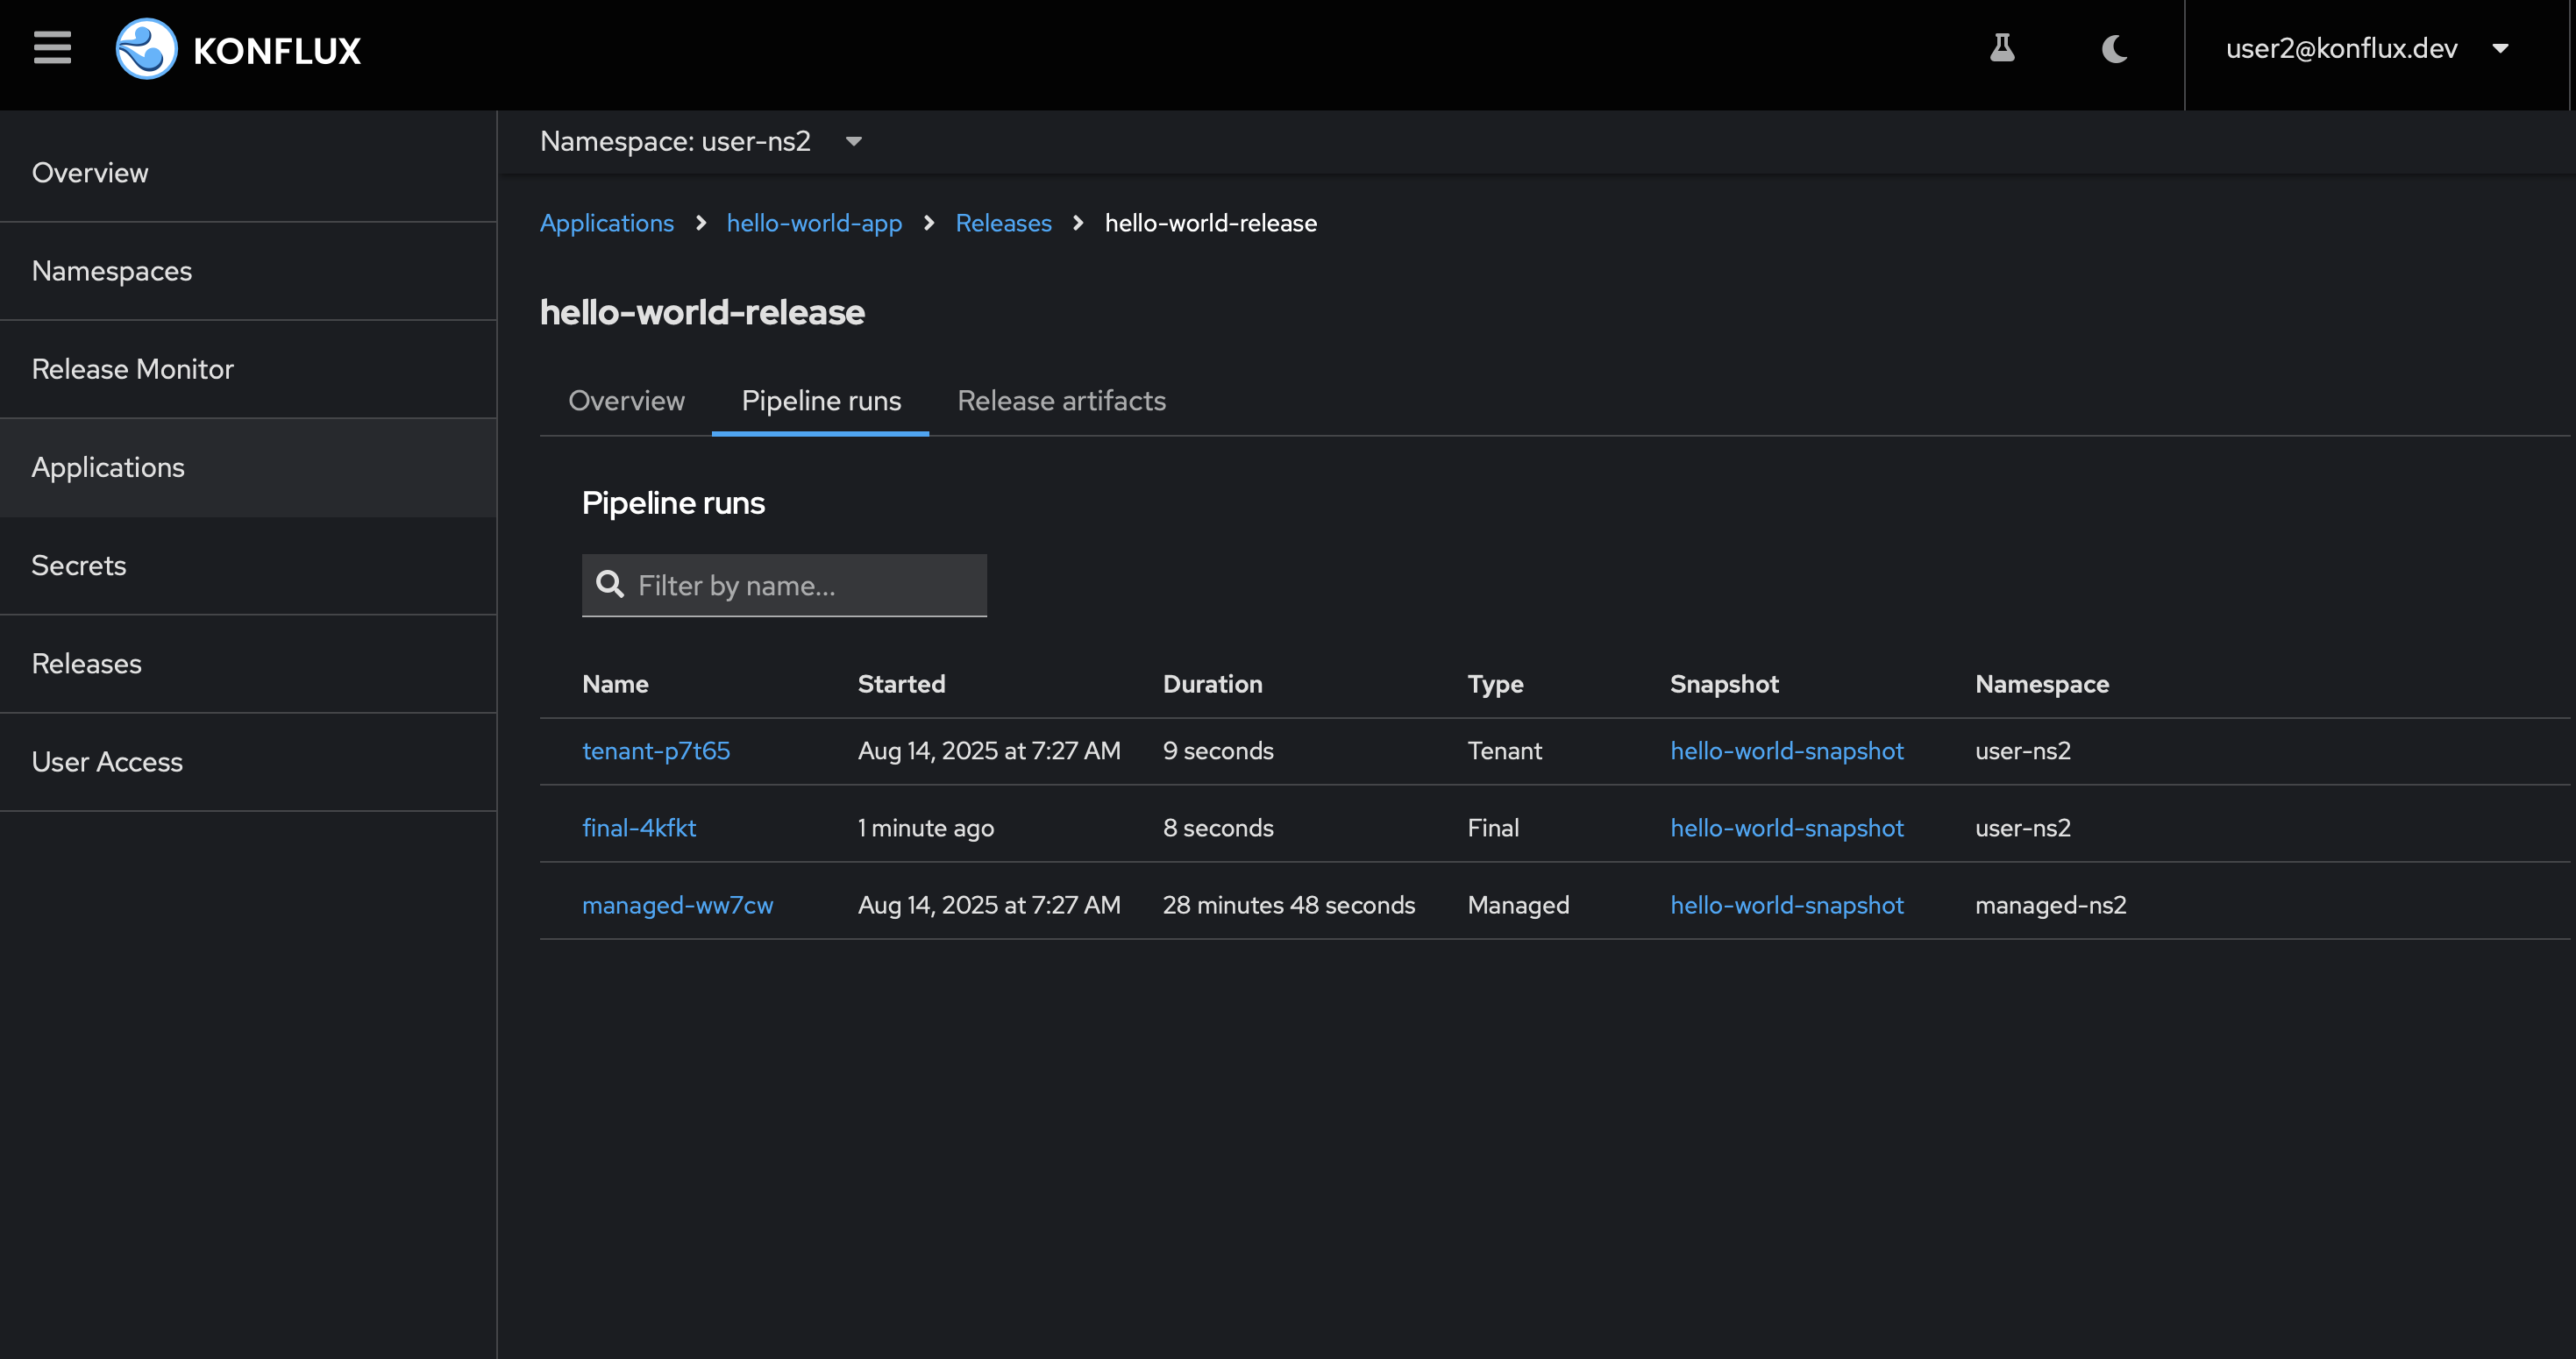 KONFLUX
user2@konflux.dev
Overview
Namespaces
Release Monitor
Applications
Secrets
Releases
User Access
Namespace: user-ns2
Applications > hello-world-app > Releases > hello-world-release
hello-world-release
Overview Pipeline runs Release artifacts
Pipeline runs
Filter by name...
Name Started Duration Type Snapshot Namespace
tenant-p7t65 Aug 14, 2025 at 7:27 AM 9 seconds Tenant hello-world-snapshot user-ns2
final-4kfkt 1 minute ago 8 seconds Final hello-world-snapshot user-ns2
managed-ww7cw Aug 14, 2025 at 7:27 AM 28 minutes 48 seconds Managed hello-world-snapshot managed-ns2